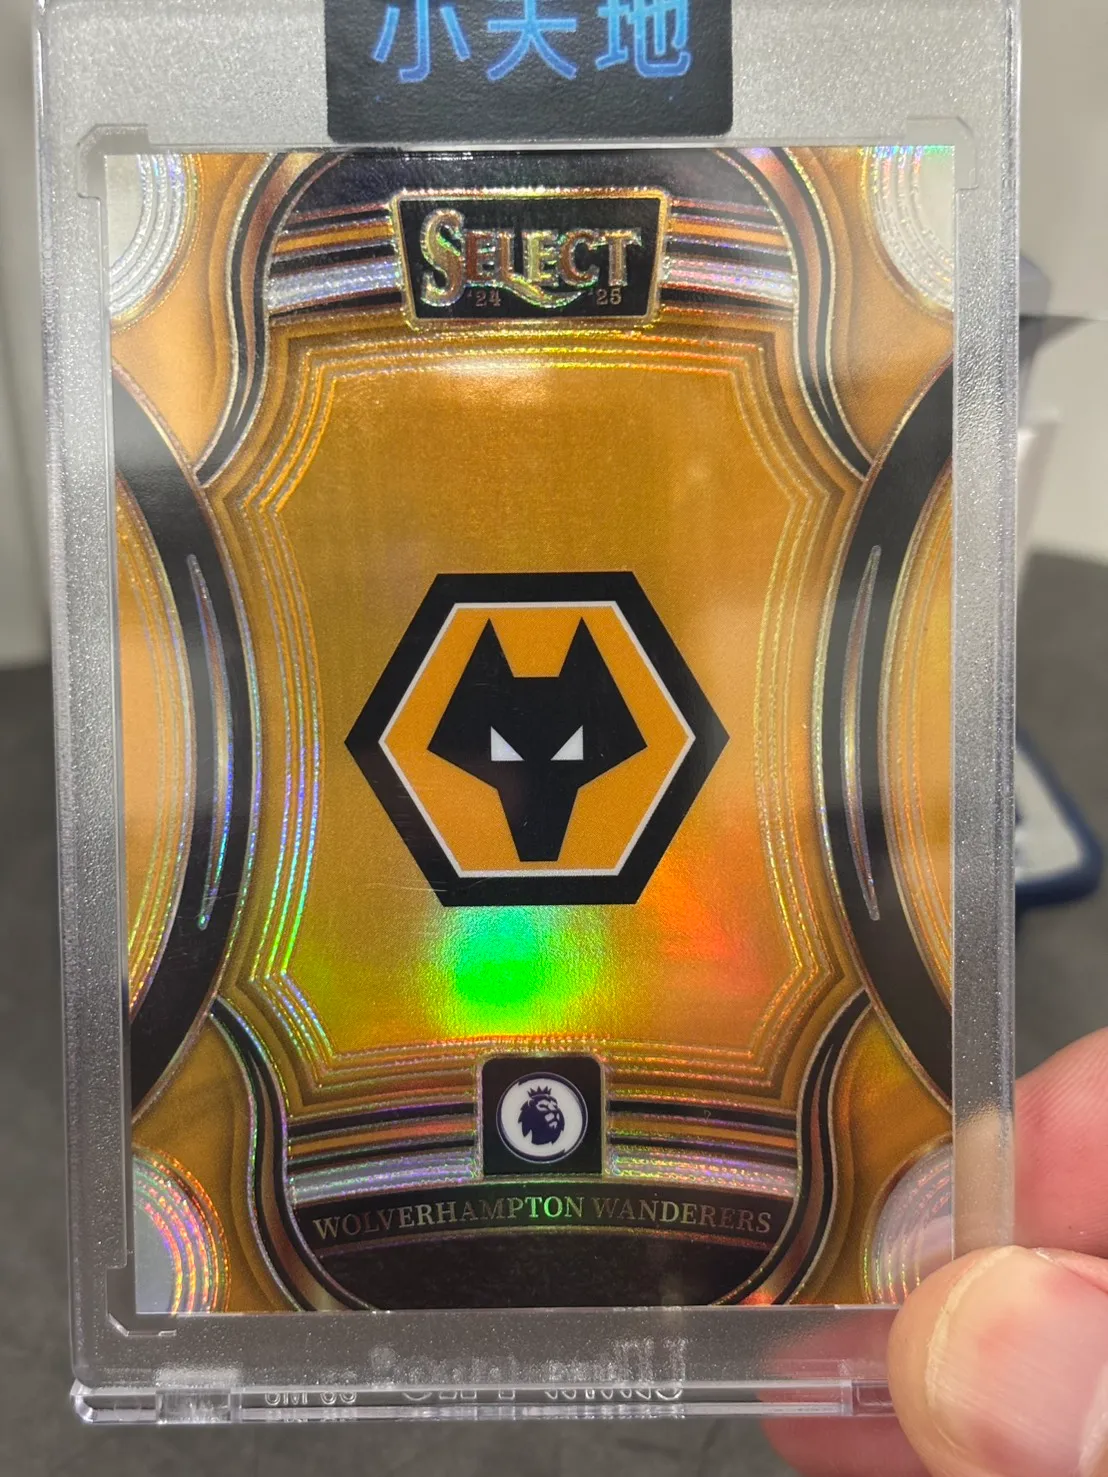 小天地
SELECT
'24 '25
WOLVERHAMPTON WANDERERS